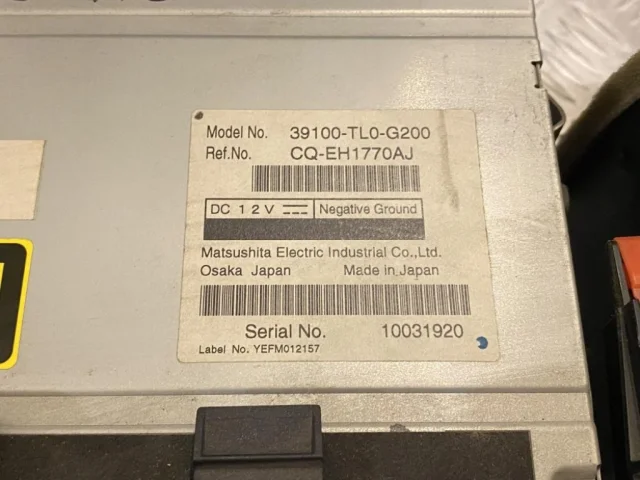 Model No. 39100-TL0-G200
Ref.No. CQ-EH1770AJ
DC 12V Negative Ground
Matsushita Electric Industrial Co.,Ltd.
Osaka Japan Made in Japan
Serial No. 10031920
Label No. YEFM012157